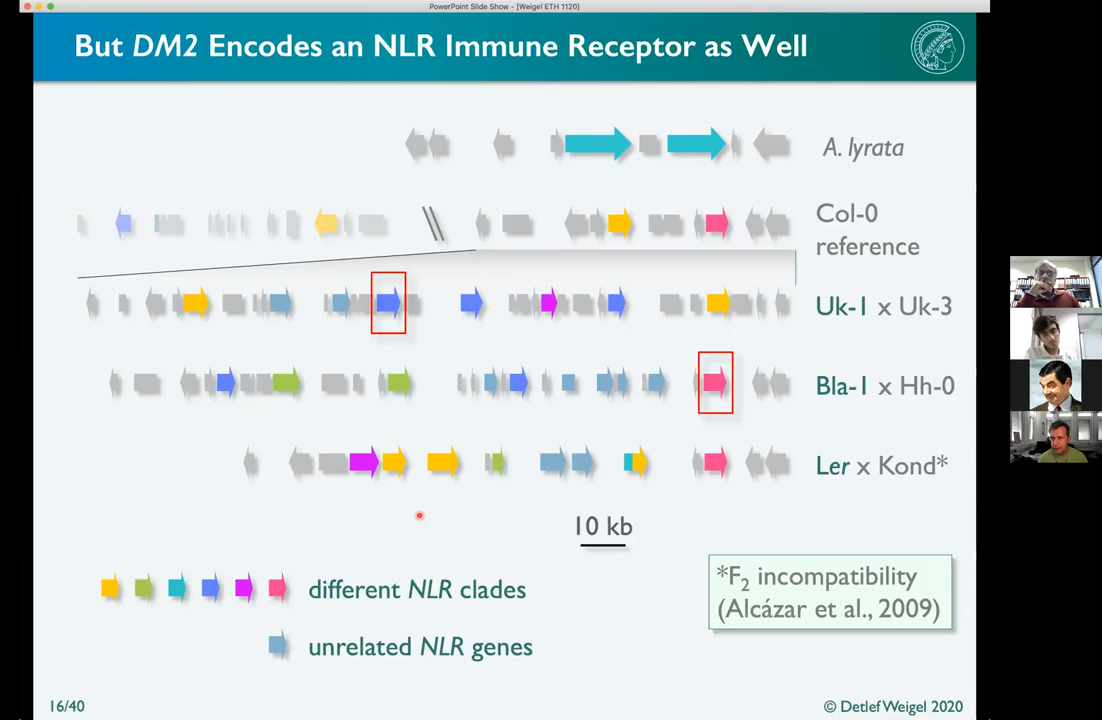 PowerPoint Slide Show - [Weigel ETH 1120]
But DM2 Encodes an NLR Immune Receptor as Well
A. lyrata
Col-0
reference
Uk-1 x Uk-3
Bla-1 x Hh-0
Ler x Kond*
10 kb
different NLR clades
unrelated NLR genes
*F₂ incompatibility
(Alcázar et al., 2009)
16/40
© Detlef Weigel 2020